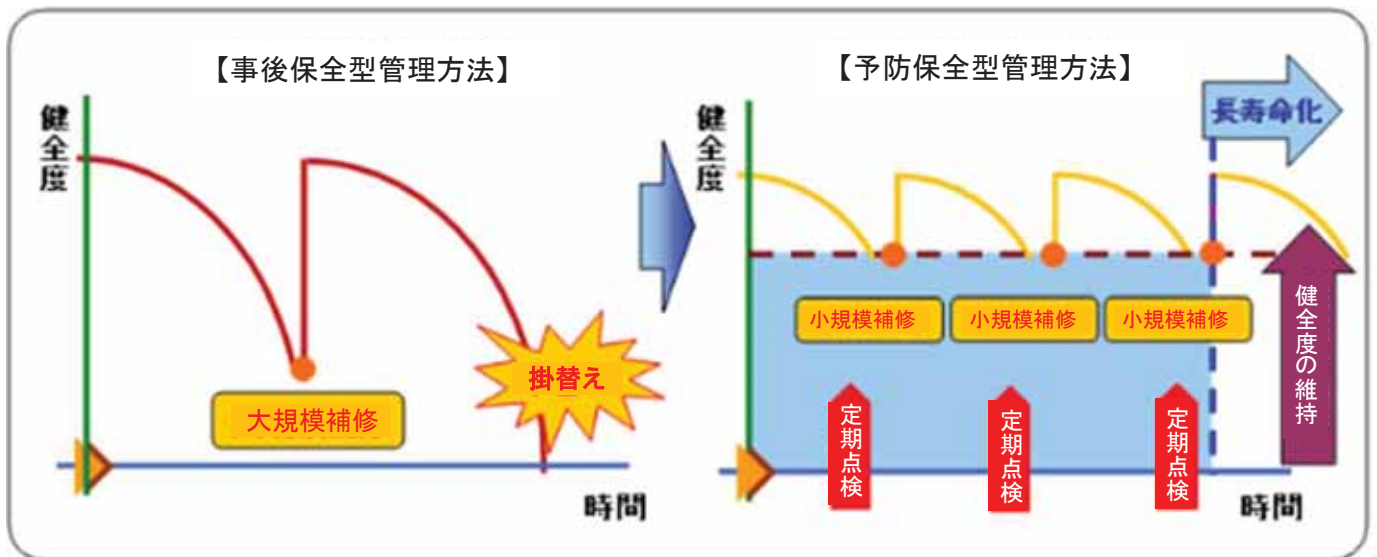 【事後保全型管理方法】
健全度
大規模補修
掛替え
時間
【予防保全型管理方法】
長寿命化
健全度
小規模補修
小規模補修
小規模補修
定期点検
定期点検
定期点検
健全度の維持
時間